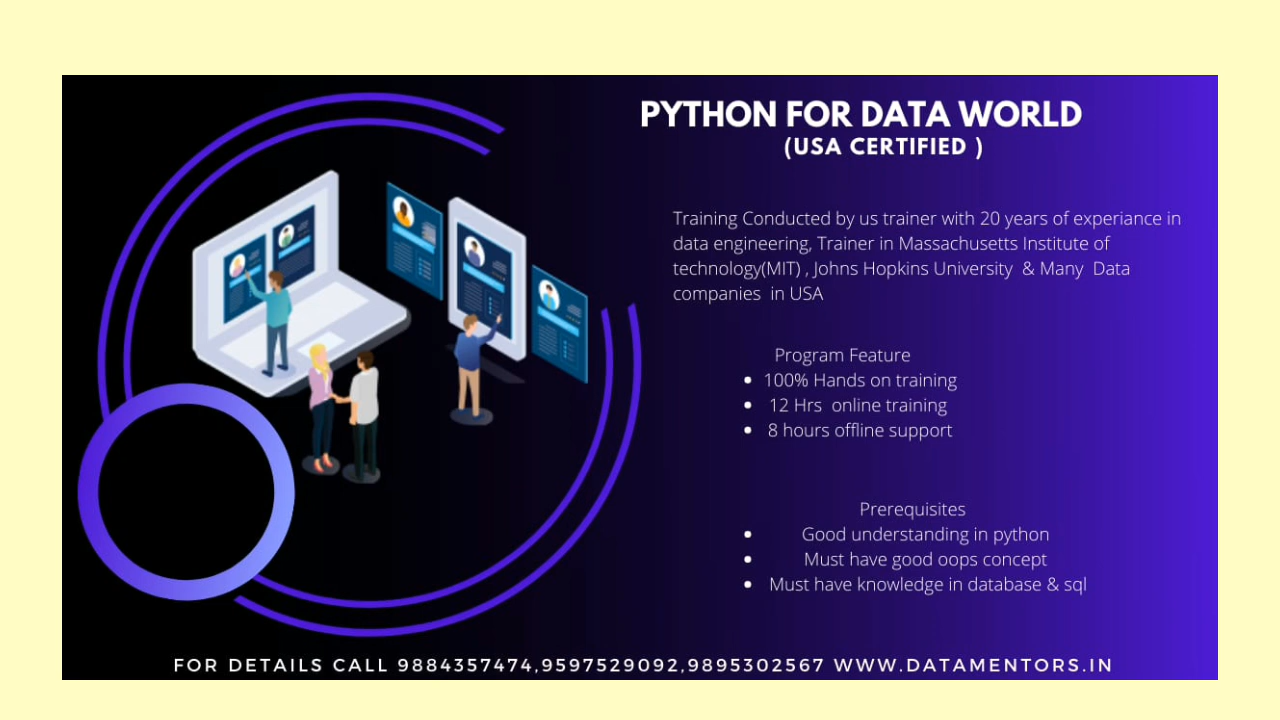 PYTHON FOR DATA WORLD
(USA CERTIFIED )
Training Conducted by us trainer with 20 years of experiance in
data engineering, Trainer in Massachusetts Institute of
technology(MIT) , Johns Hopkins University & Many Data
companies in USA
Program Feature
• 100% Hands on training
• 12 Hrs online training
• 8 hours offline support
Prerequisites
• Good understanding in python
• Must have good oops concept
• Must have knowledge in database & sql
FOR DETAILS CALL 9884357474,9597529092,9895302567 WWW.DATAMENTORS.IN